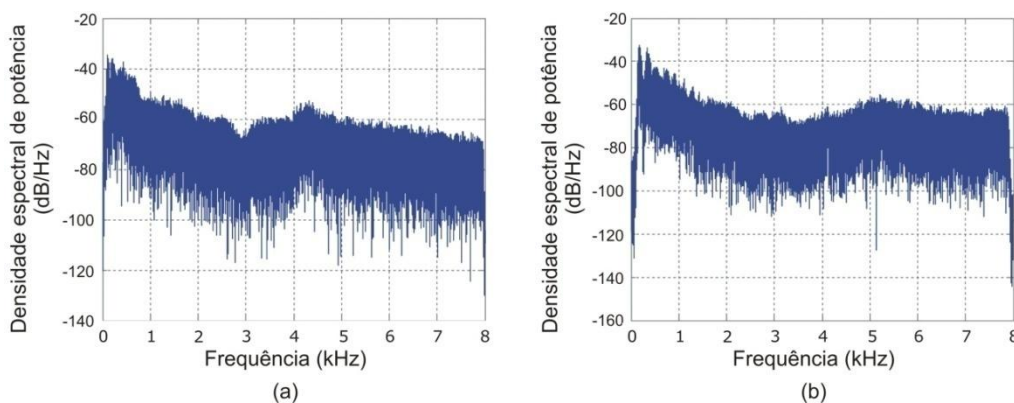 Densidade espectral de potência
(dB/Hz)
-20
-40
-60
-80
-100
-120
-140
0 1 2 3 4 5 6 7 8
Frequência (kHz)
(a)
Densidade espectral de potência
(dB/Hz)
-20
-40
-60
-80
-100
-120
-140
-160
0 1 2 3 4 5 6 7 8
Frequência (kHz)
(b)